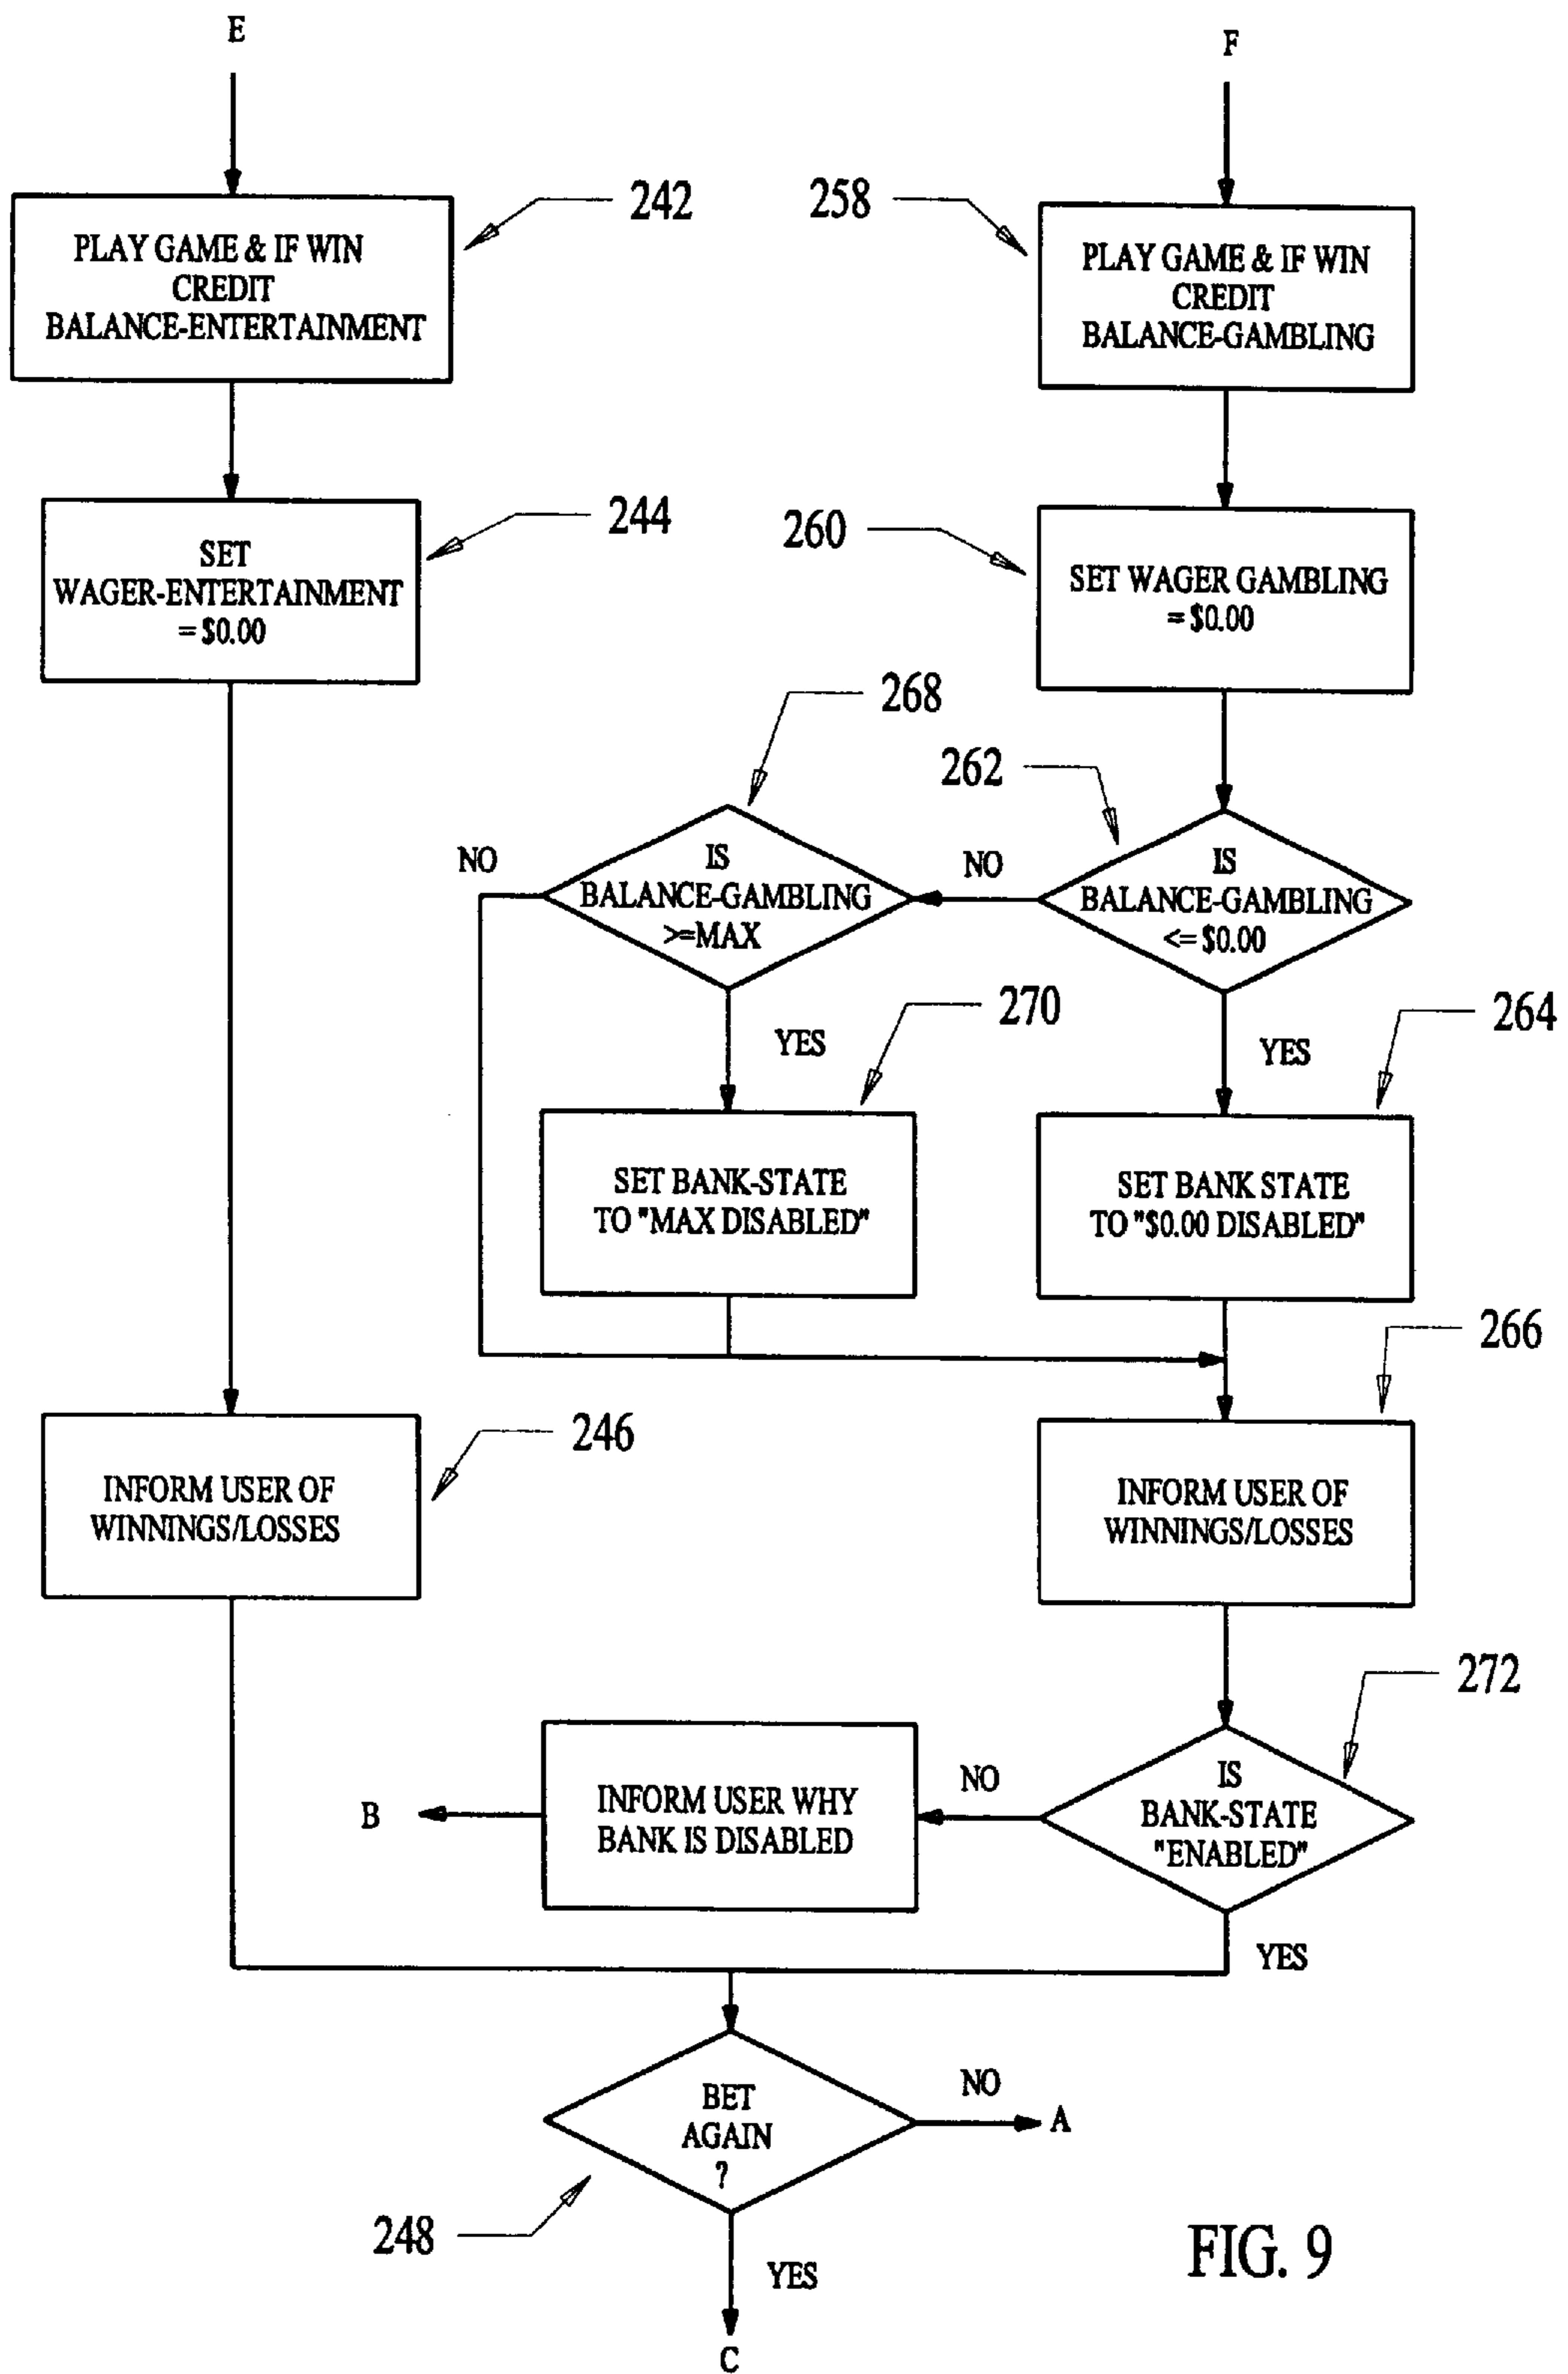 E
F
242
258
PLAY GAME & IF WIN
CREDIT
BALANCE-ENTERTAINMENT
PLAY GAME & IF WIN
CREDIT
BALANCE-GAMBLING
244
260
SET
WAGER-ENTERTAINMENT
= $0.00
SET WAGER GAMBLING
= $0.00
268
262
NO
IS
BALANCE-GAMBLING
>=MAX
NO
IS
BALANCE-GAMBLING
<= $0.00
270
264
YES
YES
SET BANK-STATE
TO "MAX DISABLED"
SET BANK STATE
TO "$0.00 DISABLED"
266
246
INFORM USER OF
WINNINGS/LOSSES
INFORM USER OF
WINNINGS/LOSSES
272
B
INFORM USER WHY
BANK IS DISABLED
NO
IS
BANK-STATE
"ENABLED"
YES
BET
AGAIN
?
NO
A
248
YES
C
FIG. 9